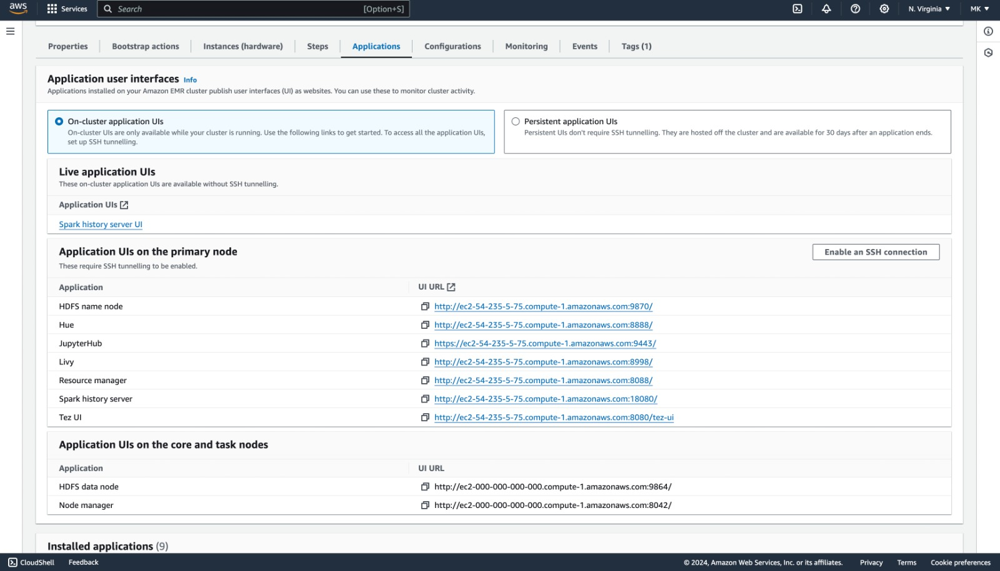 aws
Services
Search
[Option+S]
N. Virginia
MK
Properties
Bootstrap actions
Instances (hardware)
Steps
Applications
Configurations
Monitoring
Events
Tags (1)
Application user interfaces Info
Applications installed on your Amazon EMR cluster publish user interfaces (UI) as websites. You can use these to monitor cluster activity.
On-cluster application UIs
On-cluster UIs are only available while your cluster is running. Use the following links to get started. To access all the application UIs,
set up SSH tunnelling.
Persistent application UIs
Persistent UIs don't require SSH tunnelling. They are hosted off the cluster and are available for 30 days after an application ends.
Live application UIs
These on-cluster application UIs are available without SSH tunnelling.
Application UIs
Spark history server UI
Application UIs on the primary node
Enable an SSH connection
These require SSH tunnelling to be enabled.
Application
UI URL
HDFS name node
http://ec2-54-235-5-75.compute-1.amazonaws.com:9870/
Hue
http://ec2-54-235-5-75.compute-1.amazonaws.com:8888/
JupyterHub
https://ec2-54-235-5-75.compute-1.amazonaws.com:9443/
Livy
http://ec2-54-235-5-75.compute-1.amazonaws.com:8998/
Resource manager
http://ec2-54-235-5-75.compute-1.amazonaws.com:8088/
Spark history server
http://ec2-54-235-5-75.compute-1.amazonaws.com:18080/
Tez UI
http://ec2-54-235-5-75.compute-1.amazonaws.com:8080/tez-ui
Application UIs on the core and task nodes
Application
UI URL
HDFS data node
http://ec2-000-000-000-000.compute-1.amazonaws.com:9864/
Node manager
http://ec2-000-000-000-000.compute-1.amazonaws.com:8042/
Installed applications (9)
CloudShell
Feedback
© 2024, Amazon Web Services, Inc. or its affiliates.
Privacy
Terms
Cookie preferences